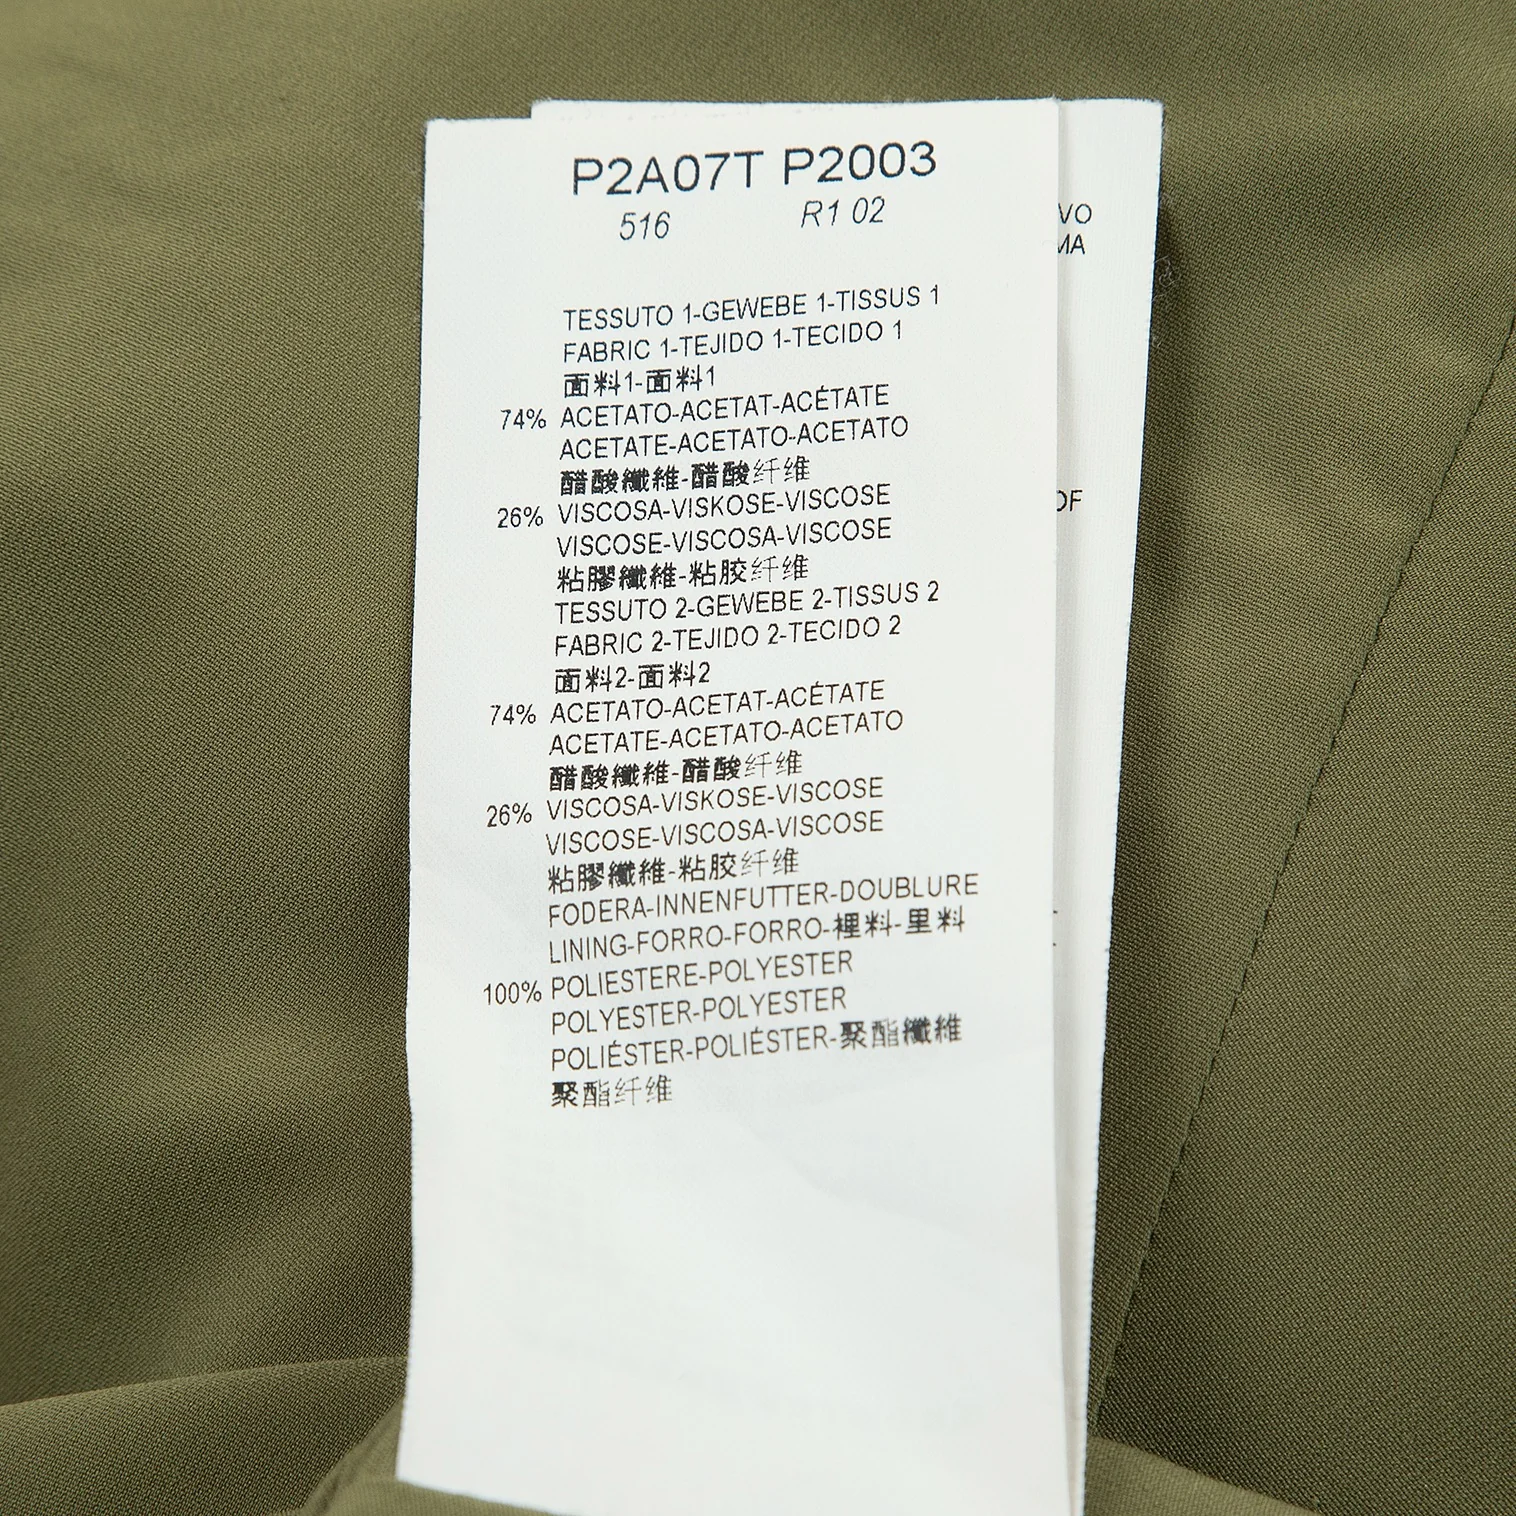 P2A07T P2003
516 R1 02
TESSUTO 1-GEWEBE 1-TISSUS 1
FABRIC 1-TEJIDO 1-TECIDO 1
面料1-面料1
74% ACETATO-ACETAT-ACÉTATE
ACETATE-ACETATO-ACETATO
醋酸纖維-醋酸纤维
26% VISCOSA-VISKOSE-VISCOSE
VISCOSE-VISCOSA-VISCOSE
粘膠纖維-粘胶纤维
TESSUTO 2-GEWEBE 2-TISSUS 2
FABRIC 2-TEJIDO 2-TECIDO 2
面料2-面料2
74% ACETATO-ACETAT-ACÉTATE
ACETATE-ACETATO-ACETATO
醋酸纖維-醋酸纤维
26% VISCOSA-VISKOSE-VISCOSE
VISCOSE-VISCOSA-VISCOSE
粘膠纖維-粘胶纤维
FODERA-INNENFUTTER-DOUBLURE
LINING-FORRO-FORRO-裡料-里料
100% POLIESTERE-POLYESTER
POLYESTER-POLYESTER
POLIÉSTER-POLIÉSTER-聚酯纖維
聚酯纤维
VO
MA
OF